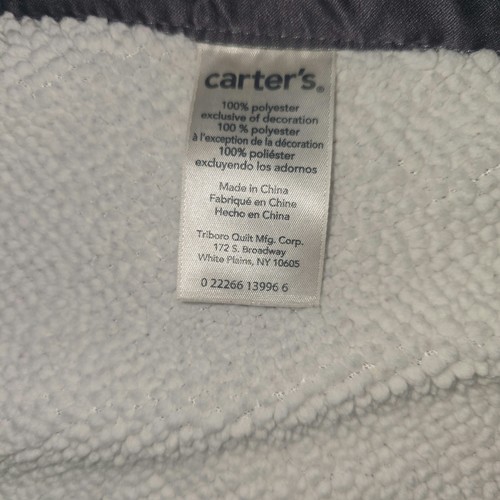 carter's®
100% polyester
exclusive of decoration
100 % polyester
à l'exception de la décoration
100% poliéster
excluyendo los adornos
Made in China
Fabriqué en Chine
Hecho en China
Triboro Quilt Mfg. Corp.
172 S. Broadway
White Plains, NY 10605
0 22266 13996 6